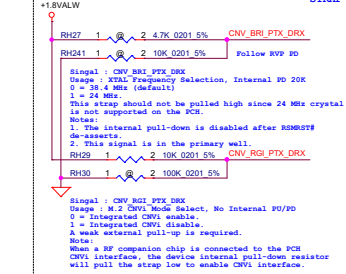 STRAP
+1.8VALW
RH27 1 @ 2 4.7K_0201_5% CNV_BRI_PTX_DRX
RH241 1 @ 2 10K_0201_5% Follow RVP PD
Singal : CNV_BRI_PTX_DRX
Usage : XTAL Frequency Selection, Internal PD 20K
0 = 38.4 MHz (default)
1 = 24 MHz.
This strap should not be pulled high since 24 MHz crystal
is not supported on the PCH.
Notes:
1. The internal pull-down is disabled after RSMRST#
de-asserts.
2. This signal is in the primary well.
RH29 1 2 10K_0201_5% CNV_RGI_PTX_DRX
RH30 1 @ 2 100K_0201_5%
Singal : CNV_RGI_PTX_DRX
Usage : M.2 CNVi Mode Select, No Internal PU/PD
0 = Integrated CNVi enable.
1 = Integrated CNVi disable.
A weak external pull-up is required.
Note:
When a RF companion chip is connected to the PCH
CNVi interface, the device internal pull-down resistor
will pull the strap low to enable CNVi interface.